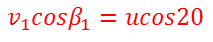 v₁cosβ₁ = ucos20